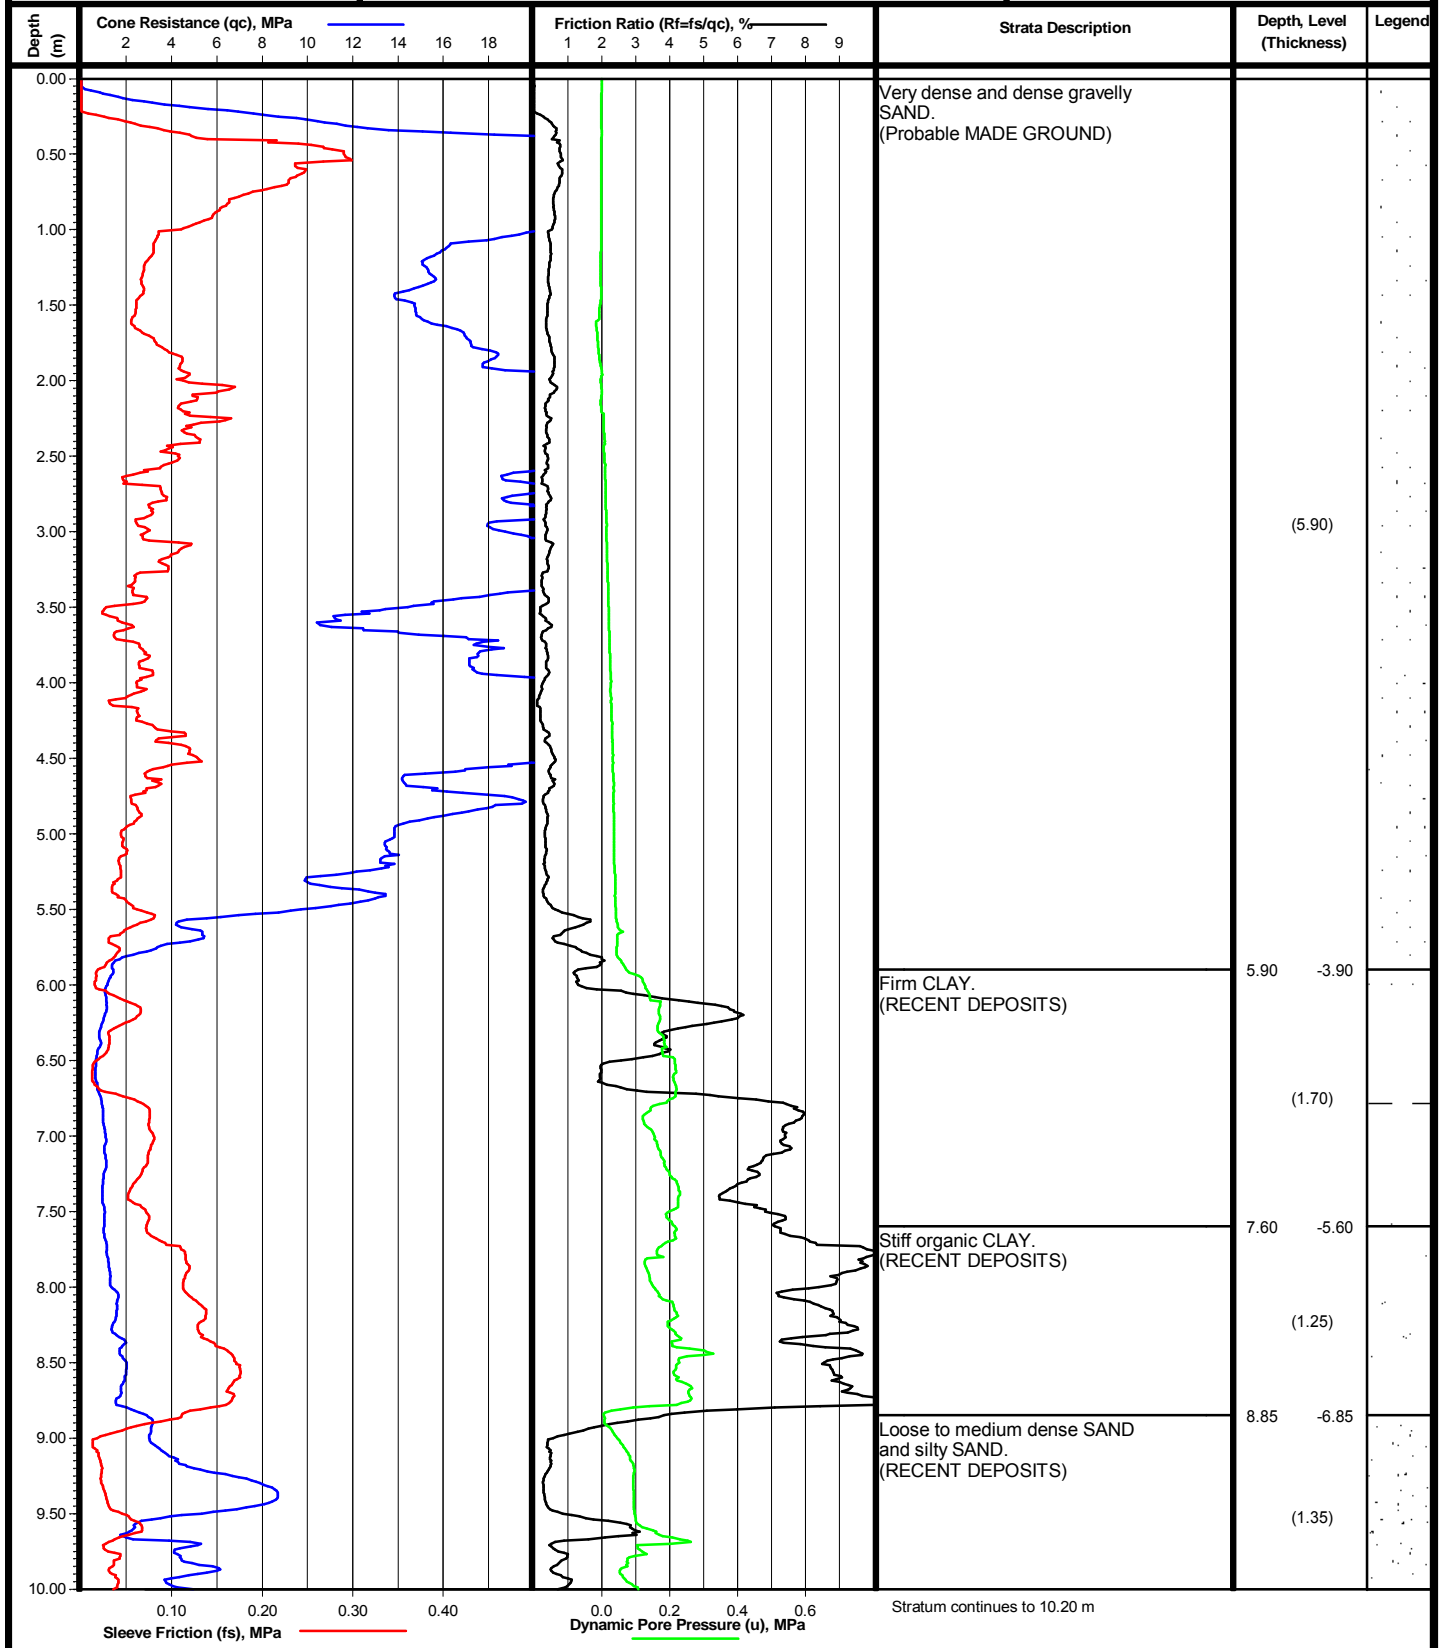 Depth (m)
Cone Resistance (qc), MPa
2 4 6 8 10 12 14 16 18
Friction Ratio (Rf=fs/qc), %
1 2 3 4 5 6 7 8 9
Strata Description
Depth, Level
(Thickness)
Legend
0.00
Very dense and dense gravelly
SAND.
(Probable MADE GROUND)
0.50
1.00
1.50
2.00
2.50
3.00
(5.90)
3.50
4.00
4.50
5.00
5.50
5.90 -3.90
6.00
Firm CLAY.
(RECENT DEPOSITS)
6.50
(1.70)
7.00
7.50
7.60 -5.60
Stiff organic CLAY.
(RECENT DEPOSITS)
8.00
(1.25)
8.50
8.85 -6.85
Loose to medium dense SAND
9.00
and silty SAND.
(RECENT DEPOSITS)
9.50
(1.35)
10.00
0.10 0.20 0.30 0.40
0.0 0.2 0.4 0.6
Stratum continues to 10.20 m
Sleeve Friction (fs), MPa
Dynamic Pore Pressure (u), MPa